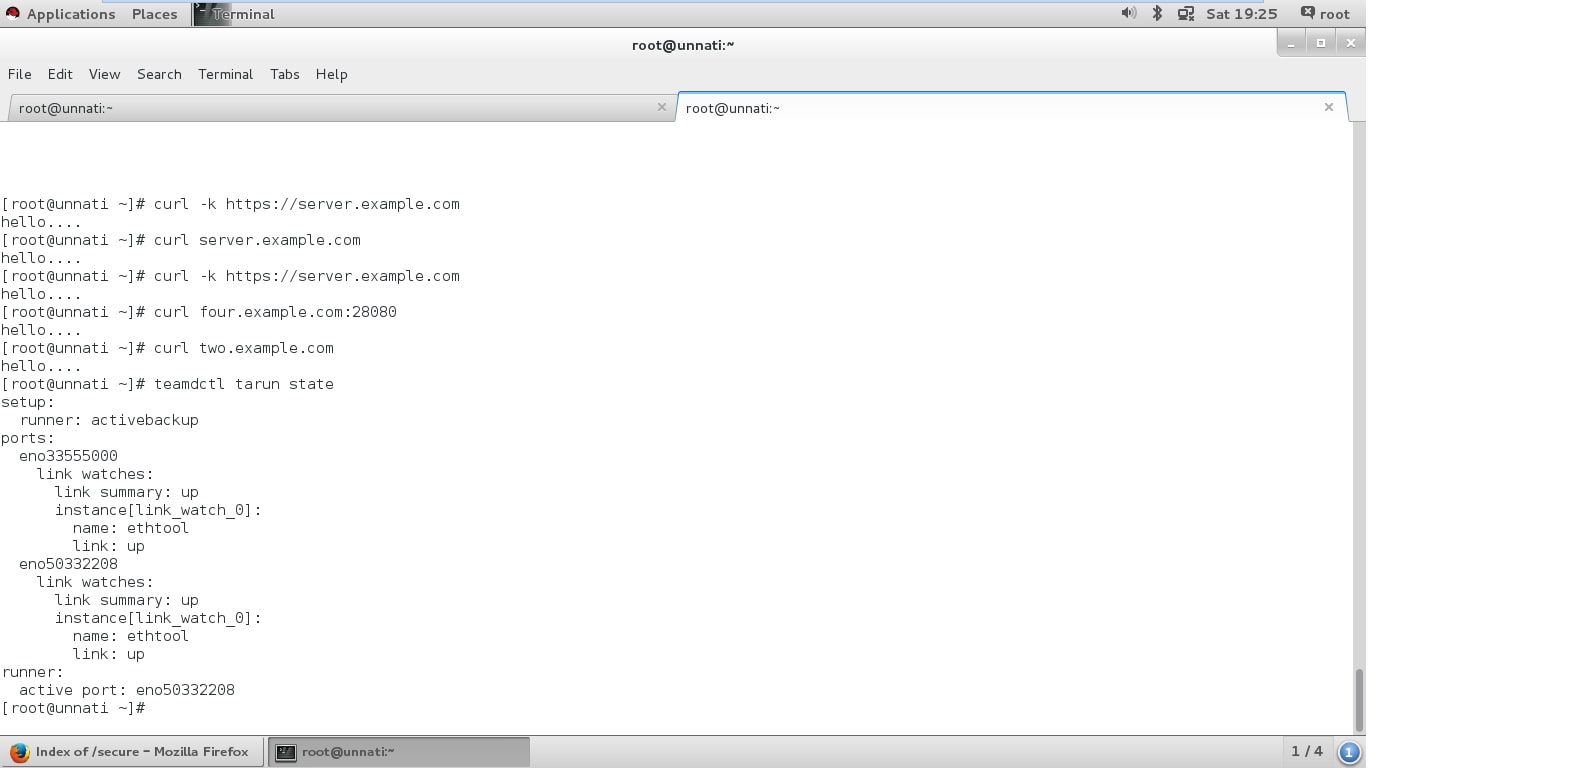 Applications Places Terminal Sat 19:25 root
root@unnati:~
File Edit View Search Terminal Tabs Help
root@unnati:~ root@unnati:~
[root@unnati ~]# curl -k https://server.example.com
hello....
[root@unnati ~]# curl server.example.com
hello....
[root@unnati ~]# curl -k https://server.example.com
hello....
[root@unnati ~]# curl four.example.com:28080
hello....
[root@unnati ~]# curl two.example.com
hello....
[root@unnati ~]# teamdctl tarun state
setup:
  runner: activebackup
ports:
  eno33555000
    link watches:
      link summary: up
      instance[link_watch_0]:
        name: ethtool
        link: up
  eno50332208
    link watches:
      link summary: up
      instance[link_watch_0]:
        name: ethtool
        link: up
runner:
  active port: eno50332208
[root@unnati ~]#
Index of /secure - Mozilla Firefox root@unnati:~ 1 / 4 1